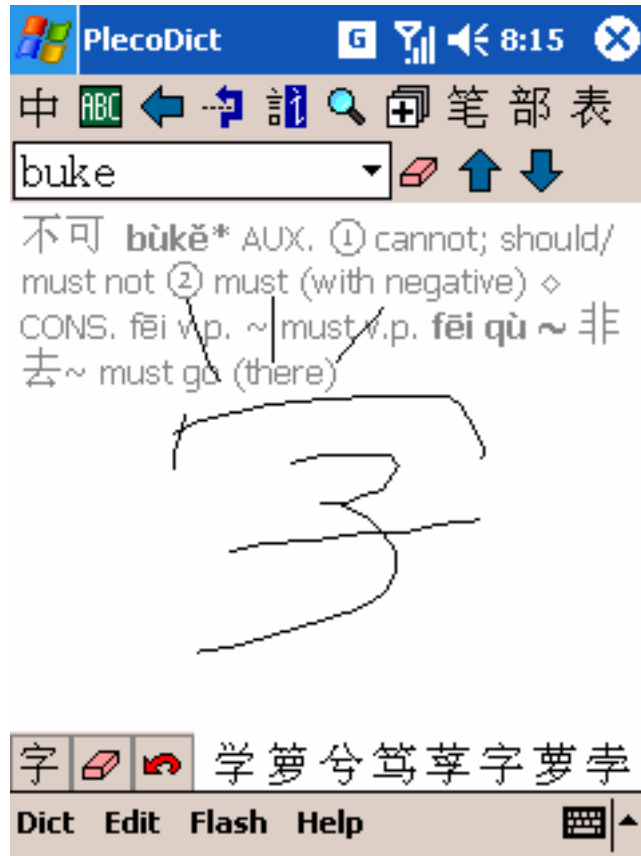 PlecoDict G 8:15
中 ABC 笔 部 表
buke
不可 bùkě* AUX. ① cannot; should/
must not ② must (with negative) ⋄
CONS. fēi v.p. ~ must v.p. fēi qù ~ 非
去~ must go (there)
学
字 学 箩 兮 笃 字 萝
Dict Edit Flash Help